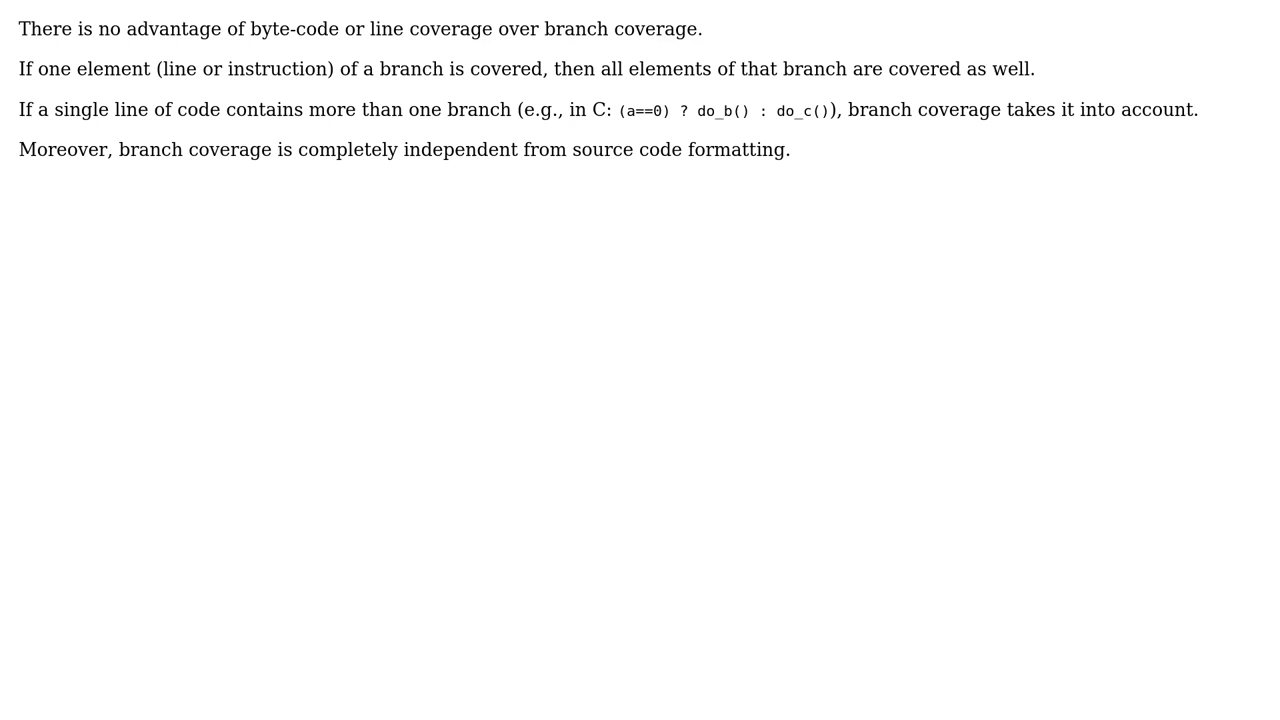 There is no advantage of byte-code or line coverage over branch coverage.
If one element (line or instruction) of a branch is covered, then all elements of that branch are covered as well.
If a single line of code contains more than one branch (e.g., in C: (a==0) ? do_b() : do_c()), branch coverage takes it into account.
Moreover, branch coverage is completely independent from source code formatting.